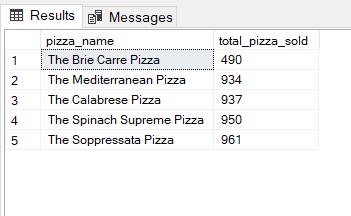 Results Messages
pizza_name total_pizza_sold
1 The Brie Carre Pizza 490
2 The Mediterranean Pizza 934
3 The Calabrese Pizza 937
4 The Spinach Supreme Pizza 950
5 The Soppressata Pizza 961